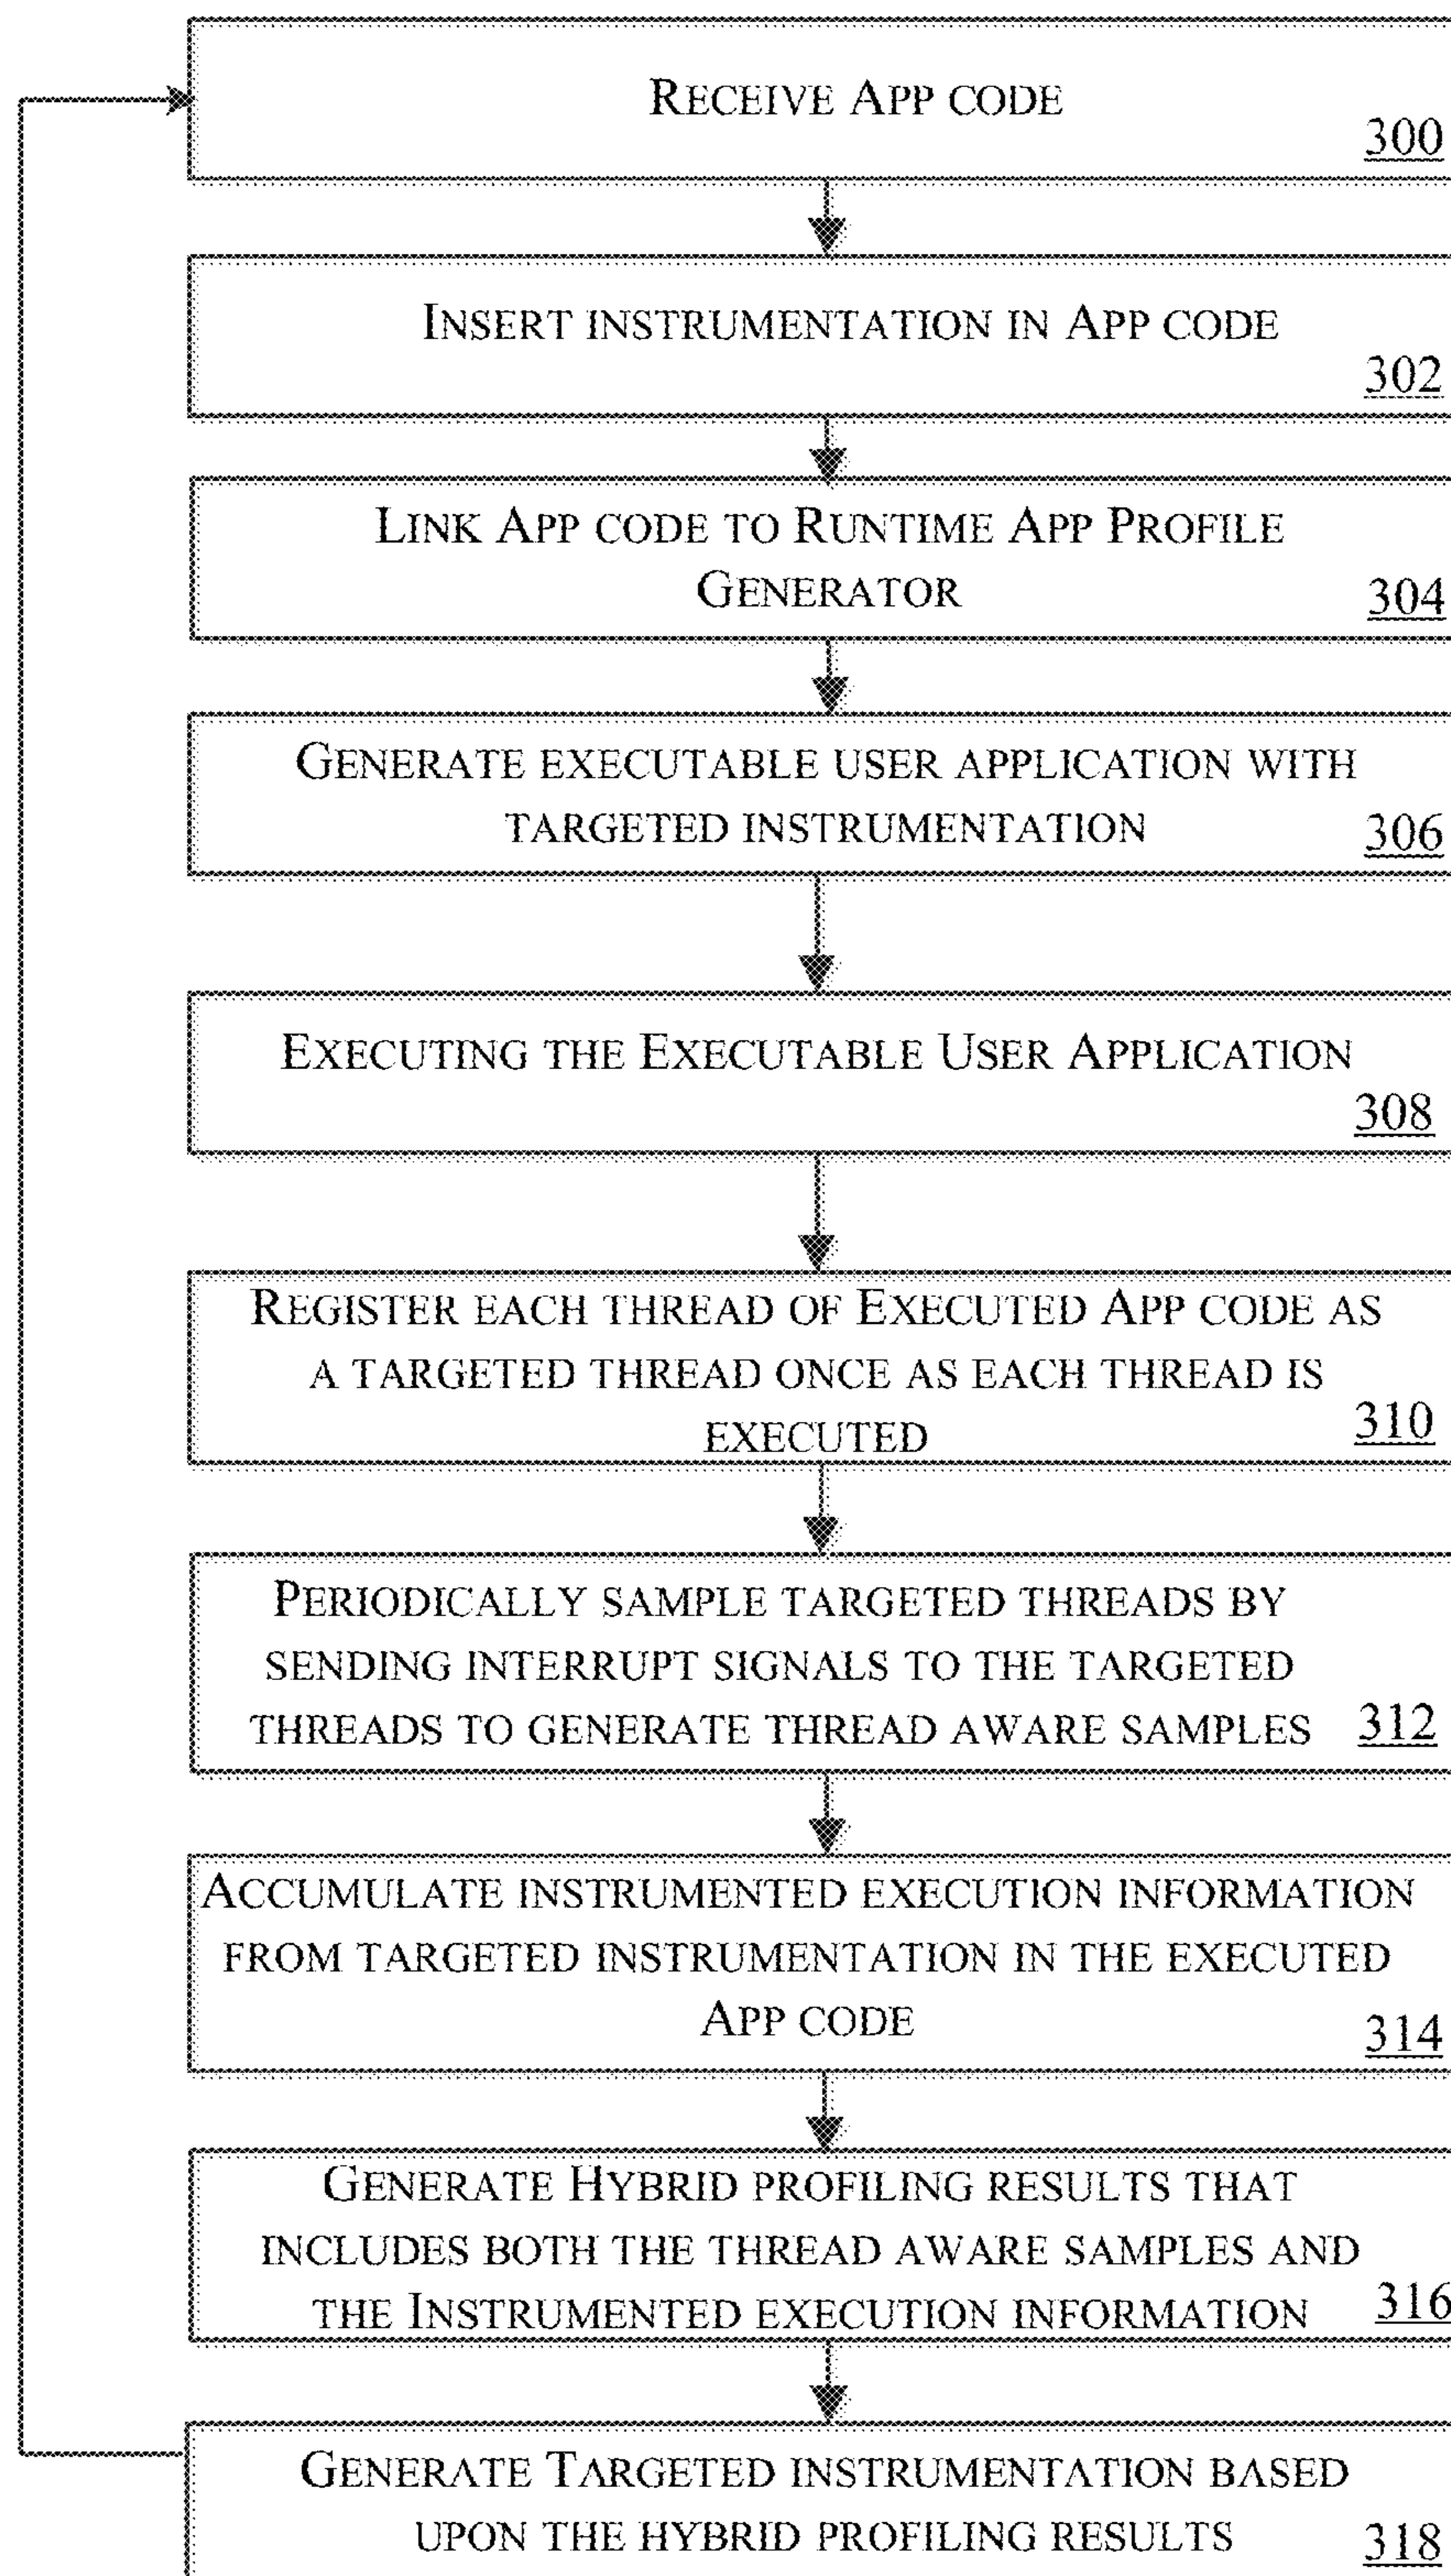 RECEIVE APP CODE
300
INSERT INSTRUMENTATION IN APP CODE
302
LINK APP CODE TO RUNTIME APP PROFILE
GENERATOR
304
GENERATE EXECUTABLE USER APPLICATION WITH
TARGETED INSTRUMENTATION
306
EXECUTING THE EXECUTABLE USER APPLICATION
308
REGISTER EACH THREAD OF EXECUTED APP CODE AS
A TARGETED THREAD ONCE AS EACH THREAD IS
EXECUTED
310
PERIODICALLY SAMPLE TARGETED THREADS BY
SENDING INTERRUPT SIGNALS TO THE TARGETED
THREADS TO GENERATE THREAD AWARE SAMPLES
312
ACCUMULATE INSTRUMENTED EXECUTION INFORMATION
FROM TARGETED INSTRUMENTATION IN THE EXECUTED
APP CODE
314
GENERATE HYBRID PROFILING RESULTS THAT
INCLUDES BOTH THE THREAD AWARE SAMPLES AND
THE INSTRUMENTED EXECUTION INFORMATION
316
GENERATE TARGETED INSTRUMENTATION BASED
UPON THE HYBRID PROFILING RESULTS
318